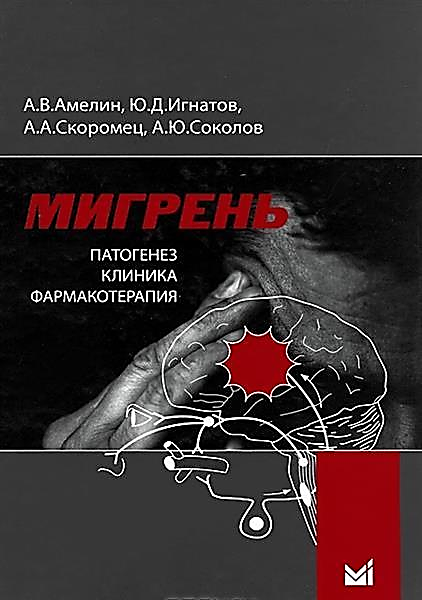 А.В.Амелин, Ю.Д.Игнатов,
А.А.Скоромец, А.Ю.Соколов
МИГРЕНЬ
ПАТОГЕНЕЗ
КЛИНИКА
ФАРМАКОТЕРАПИЯ